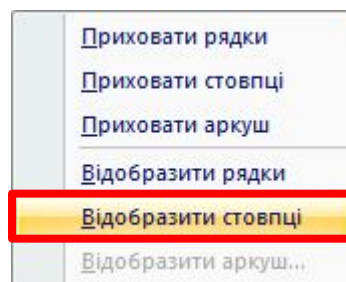 Приховати рядки
Приховати стовпці
Приховати аркуш
Відобразити рядки
Відобразити стовпці
Відобразити аркуш...